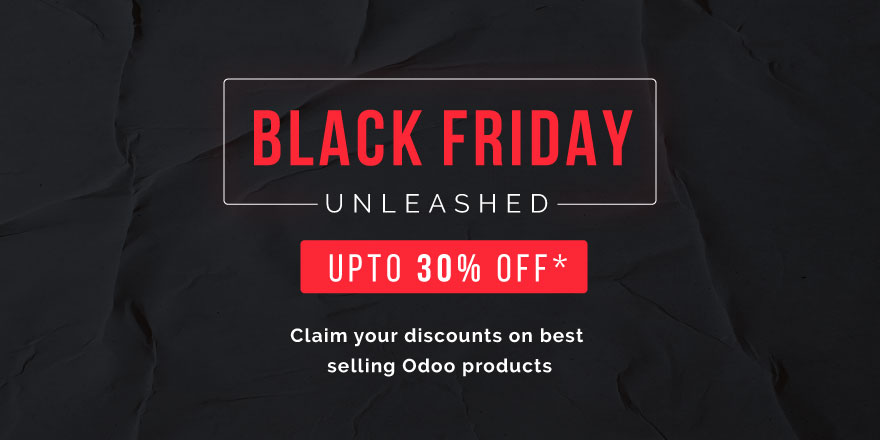 BLACK FRIDAY
UNLEASHED
UPTO 30% OFF*
Claim your discounts on best
selling Odoo products